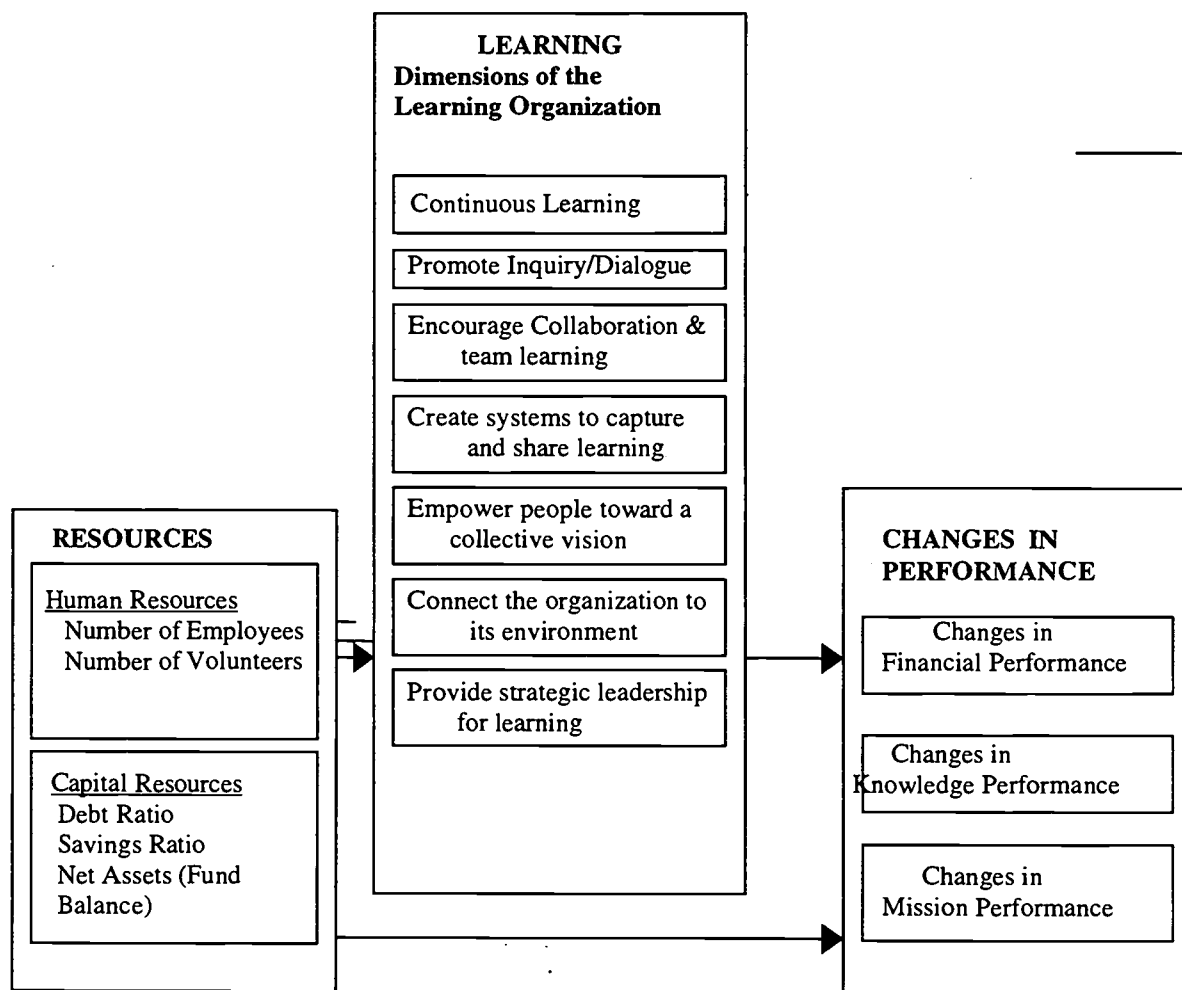 LEARNING
Dimensions of the
Learning Organization
Continuous Learning
Promote Inquiry/Dialogue
Encourage Collaboration &
team learning
Create systems to capture
and share learning
Empower people toward a
collective vision
Connect the organization to
its environment
Provide strategic leadership
for learning
RESOURCES
Human Resources
Number of Employees
Number of Volunteers
Capital Resources
Debt Ratio
Savings Ratio
Net Assets (Fund
Balance)
CHANGES IN
PERFORMANCE
Changes in
Financial Performance
Changes in
Knowledge Performance
Changes in
Mission Performance